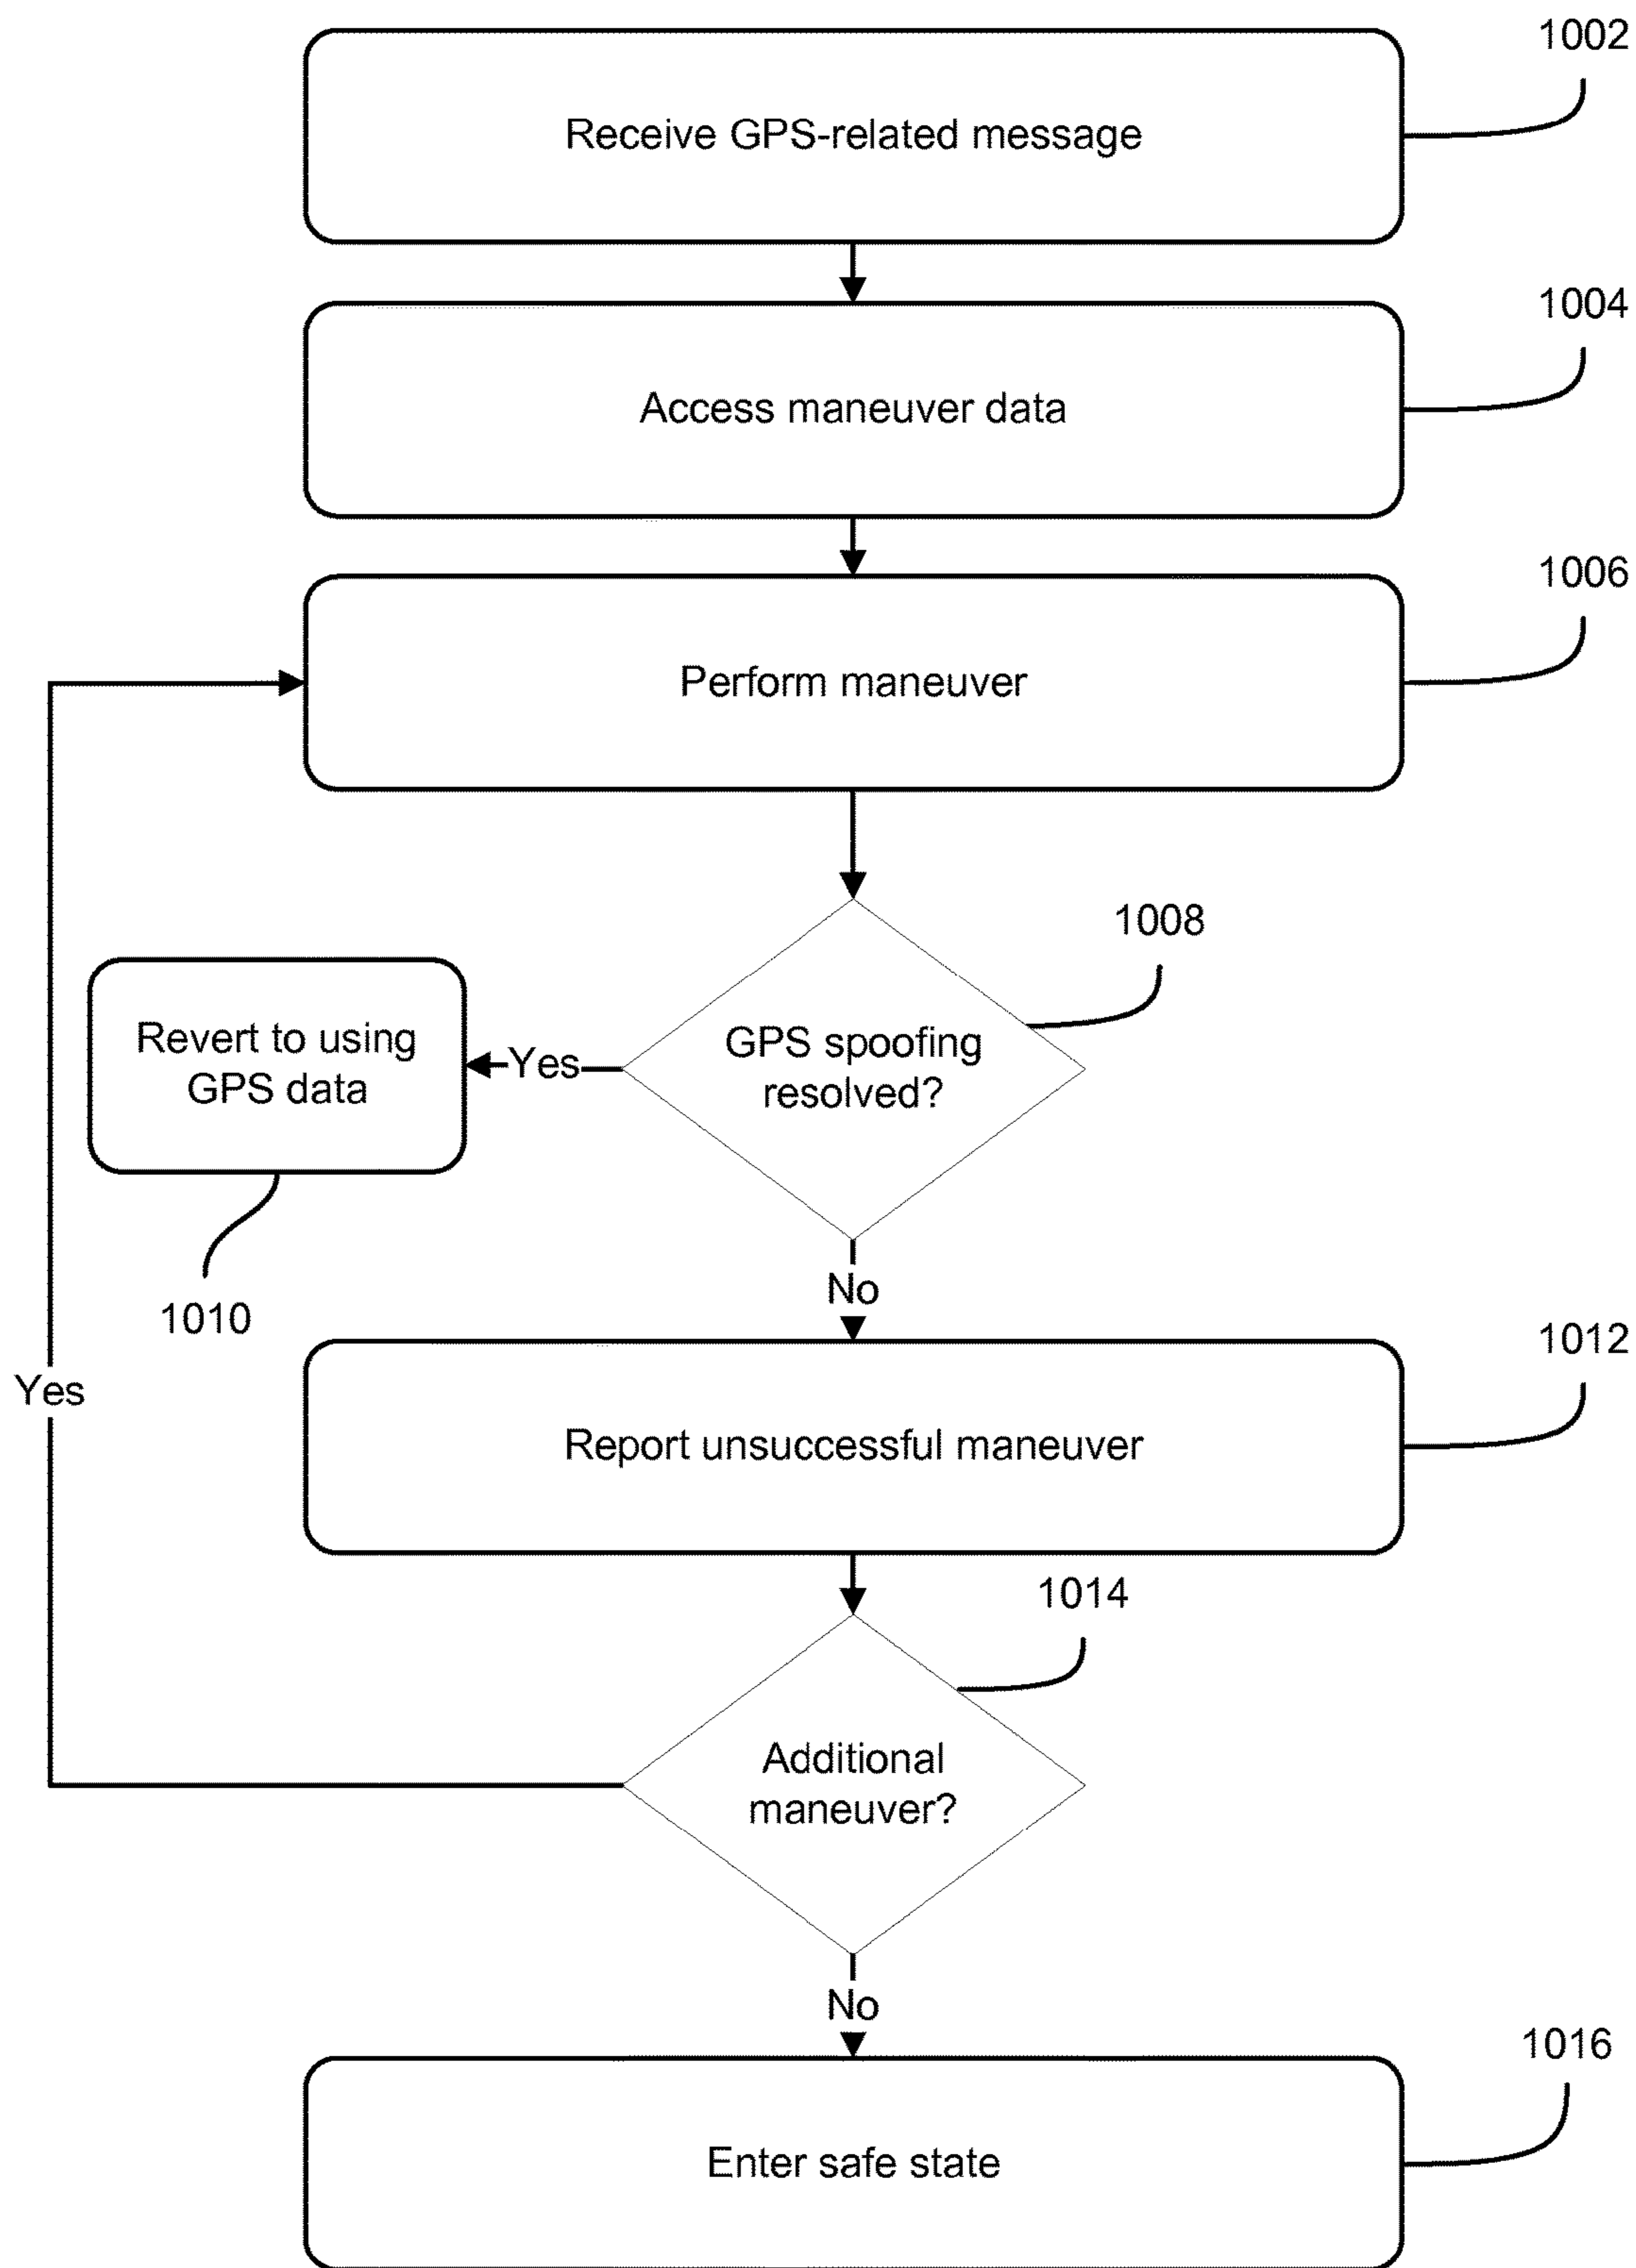 1002
Receive GPS-related message
1004
Access maneuver data
1006
Perform maneuver
1008
GPS spoofing
resolved?
Yes
Revert to using
GPS data
1010
No
1012
Report unsuccessful maneuver
1014
Additional
maneuver?
Yes
No
1016
Enter safe state